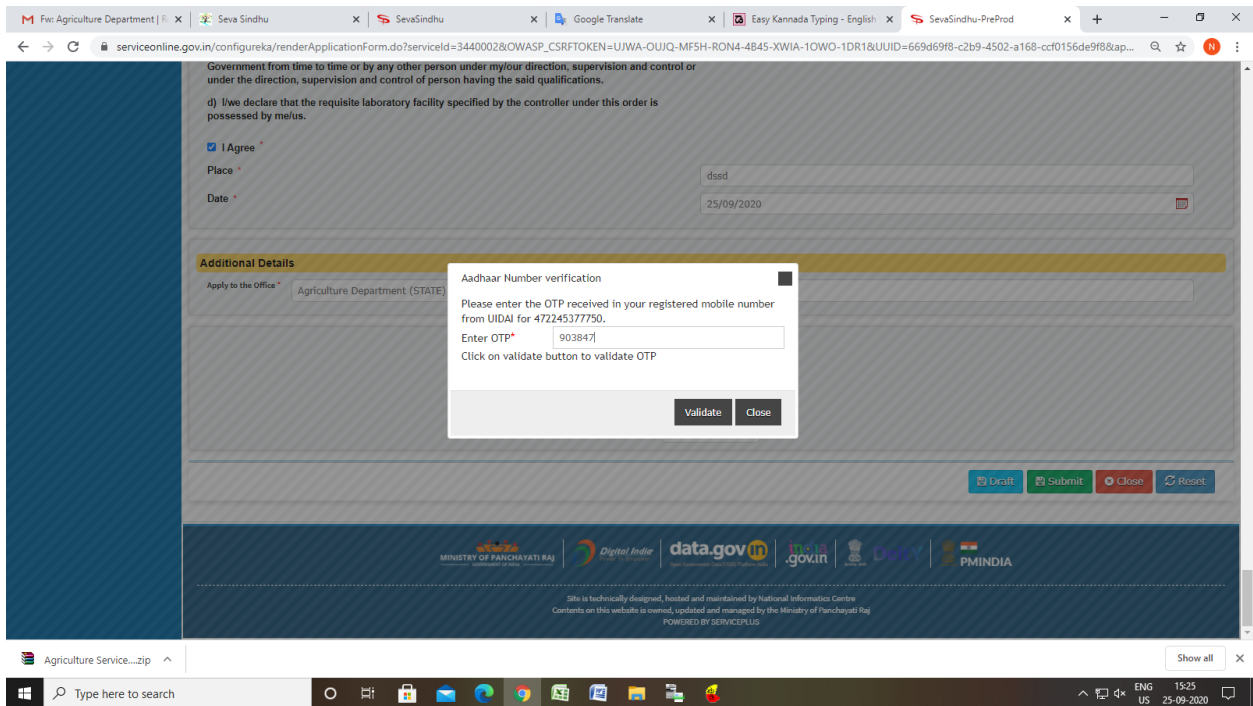 Fw: Agriculture Department | R
Seva Sindhu
SevaSindhu
Google Translate
Easy Kannada Typing - English
SevaSindhu-PreProd
serviceonline.gov.in/configureka/renderApplicationForm.do?serviceId=3440002&OWASP_CSRFTOKEN=UJWA-OUJQ-MF5H-RON4-4B45-XWIA-1OWO-1DR1&UUID=669d69f8-c2b9-4502-a168-ccf0156de9f8&ap...
N
Government from time to time or by any other person under my/our direction, supervision and control or
under the direction, supervision and control of person having the said qualifications.
d) I/we declare that the requisite laboratory facility specified by the controller under this order is
possessed by me/us.
I Agree *
Place * dssd
Date * 25/09/2020
Additional Details
Apply to the Office * Agriculture Department (STATE)
Aadhaar Number verification
Please enter the OTP received in your registered mobile number
from UIDAI for 472245377750.
Enter OTP* 903847
Click on validate button to validate OTP
Validate Close
Draft Submit Close Reset
MINISTRY OF PANCHAYATI RAJ
Digital India
data.gov in
india.gov.in
PMINDIA
Site is technically designed, hosted and maintained by National Informatics Centre
Contents on this website is owned, updated and managed by the Ministry of Panchayati Raj
POWERED BY SERVICEPLUS
Agriculture Service....zip
Show all
Type here to search
ENG 15:25
US 25-09-2020